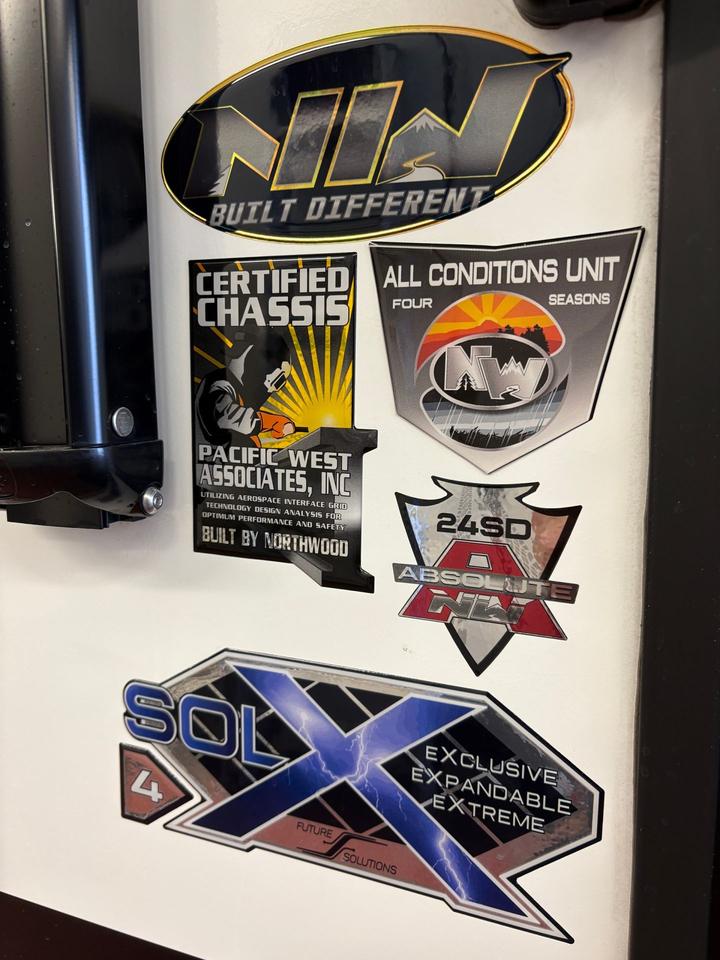 NW
BUILT DIFFERENT
CERTIFIED
CHASSIS
PACIFIC WEST
ASSOCIATES, INC
UTILIZING AEROSPACE INTERFACE GRID
TECHNOLOGY DESIGN ANALYSIS FOR
OPTIMUM PERFORMANCE AND SAFETY
BUILT BY NORTHWOOD
ALL CONDITIONS UNIT
FOUR SEASONS
NW
24SD
ABSOLUTE
NW
SOL X
4
EXCLUSIVE
EXPANDABLE
EXTREME
FUTURE
SOLUTIONS